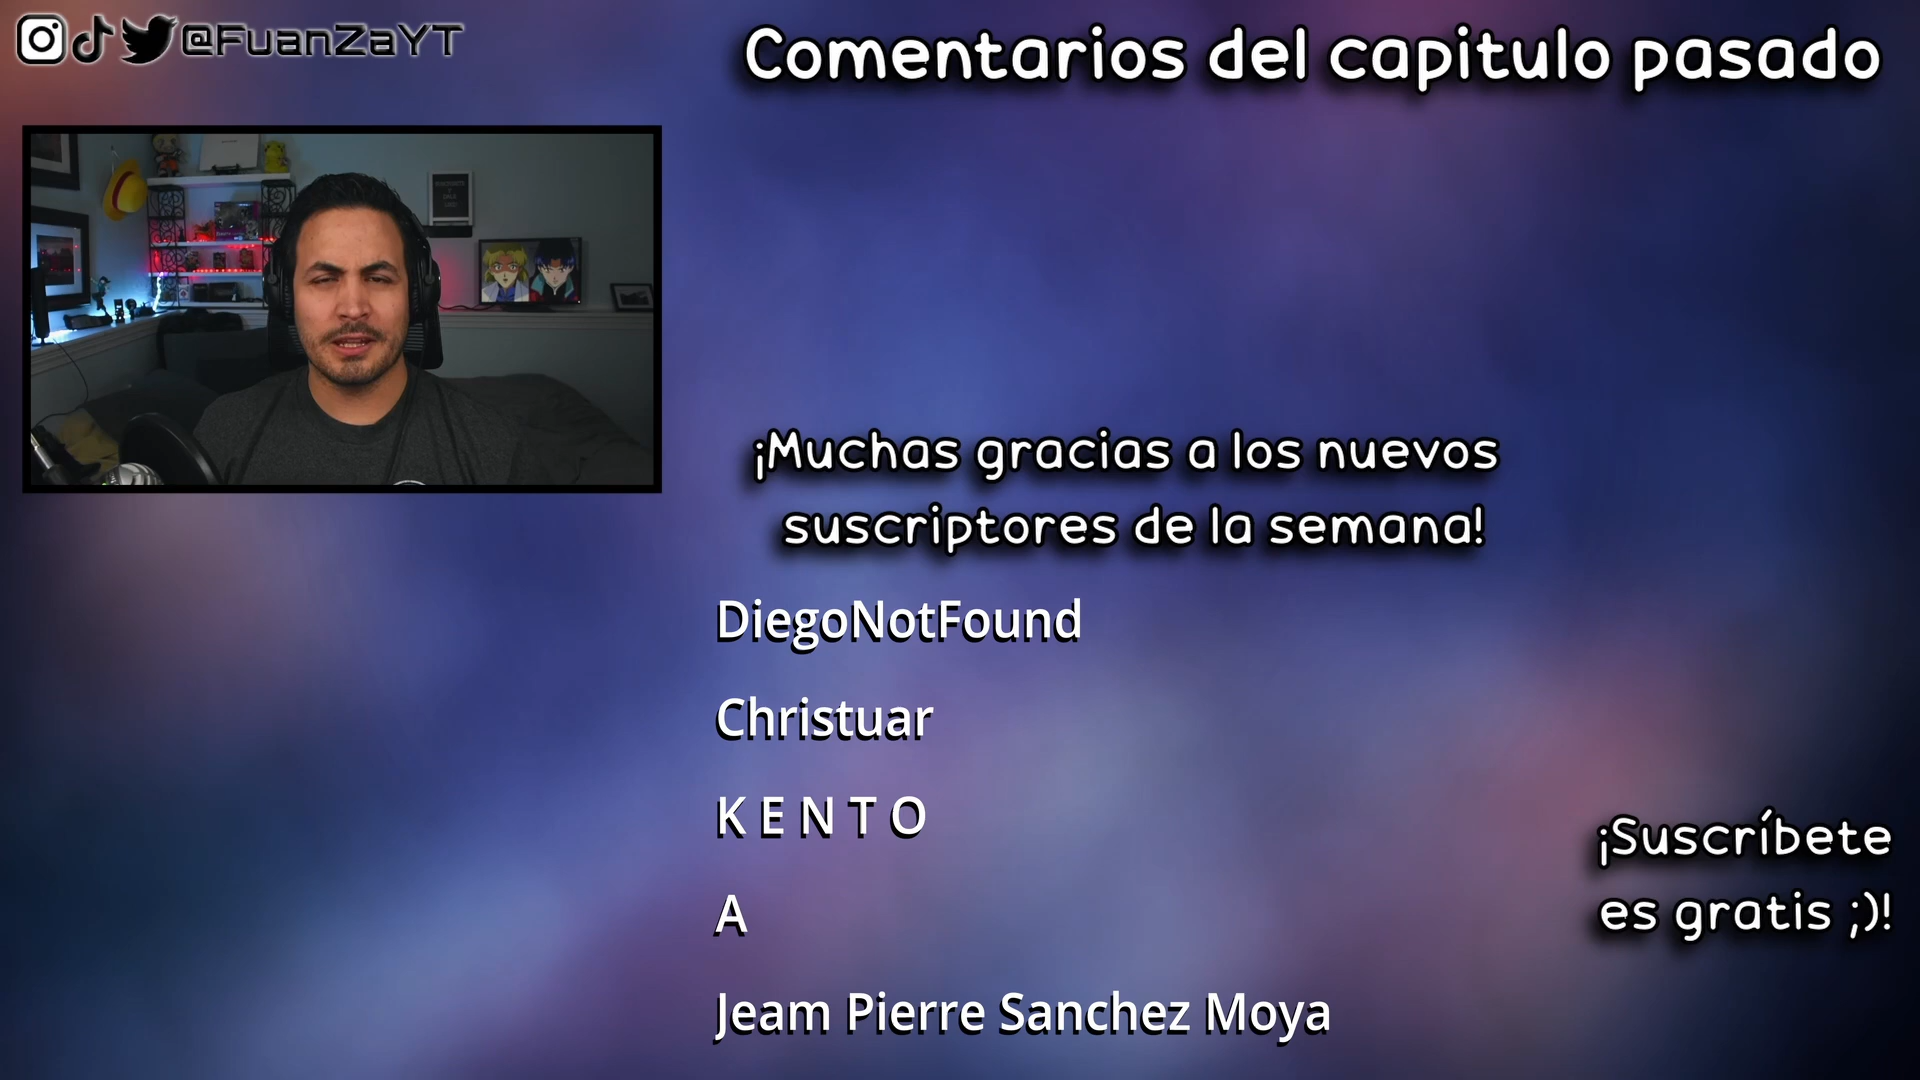 @FuanZaYT
Comentarios del capitulo pasado
¡Muchas gracias a los nuevos
suscriptores de la semana!
DiegoNotFound
Christuar
K E N T O
A
Jeam Pierre Sanchez Moya
¡Suscríbete
es gratis ;)!